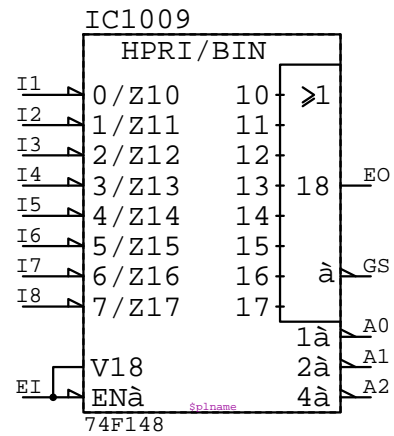 IC1009
HPRI/BIN
I1 0/Z10 10 ⩾1
I2 1/Z11 11
I3 2/Z12 12
I4 3/Z13 13 18 EO
I5 4/Z14 14
I6 5/Z15 15
I7 6/Z16 16 à GS
I8 7/Z17 17
1à A0
V18 2à A1
EI ENà 4à A2
$plname
74F148